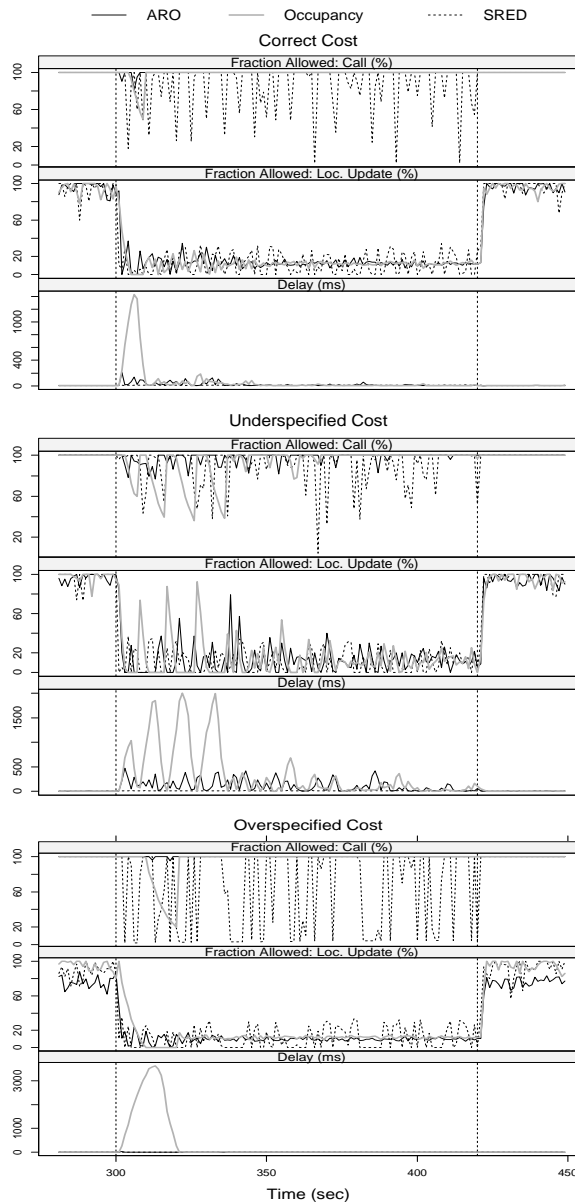 ARO Occupancy SRED
Correct Cost
Fraction Allowed: Call (%)
100
60
20
Fraction Allowed: Loc. Update (%)
100
60
20
0
Delay (ms)
1000
400
0
Underspecified Cost
Fraction Allowed: Call (%)
100
60
20
Fraction Allowed: Loc. Update (%)
100
60
20
0
Delay (ms)
1500
500
0
Overspecified Cost
Fraction Allowed: Call (%)
100
60
20
0
Fraction Allowed: Loc. Update (%)
100
60
20
0
Delay (ms)
3000
1000
0
300 350 400 450
Time (sec)